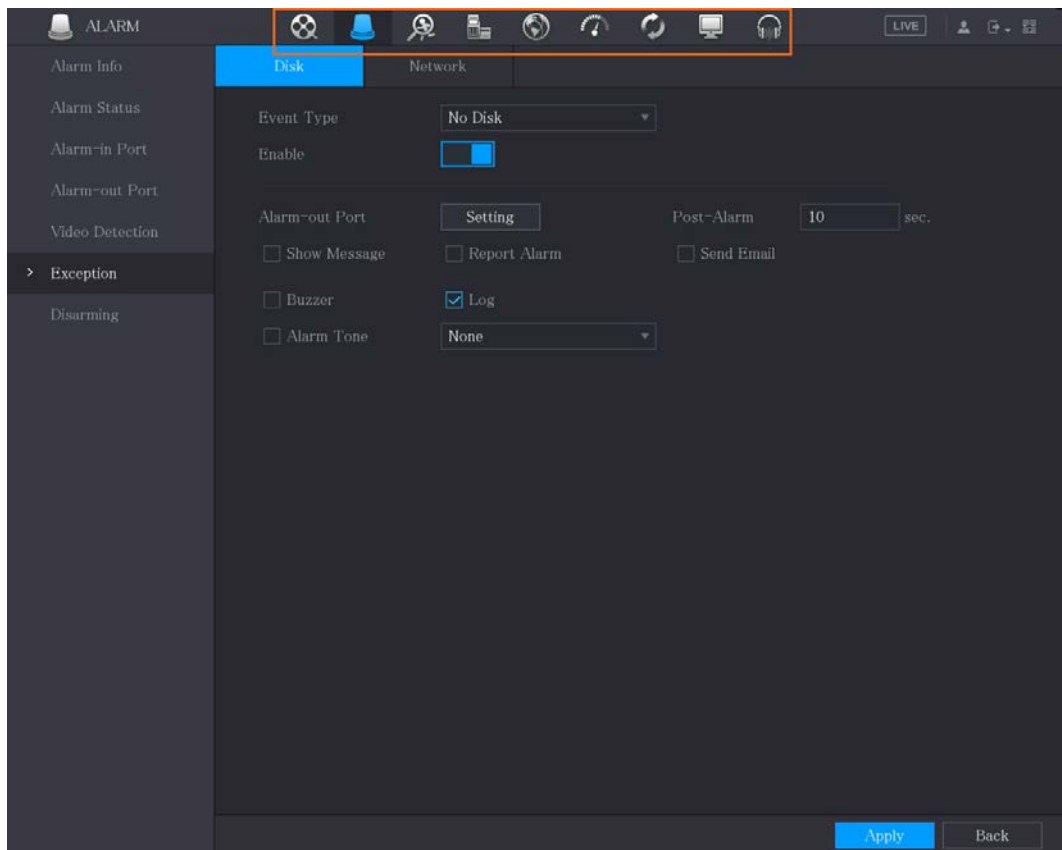 ALARM
LIVE
Alarm Info
Alarm Status
Alarm-in Port
Alarm-out Port
Video Detection
> Exception
Disarming
Disk Network
Event Type No Disk
Enable
Alarm-out Port Setting Post-Alarm 10 sec.
Show Message Report Alarm Send Email
Buzzer Log
Alarm Tone None
Apply Back